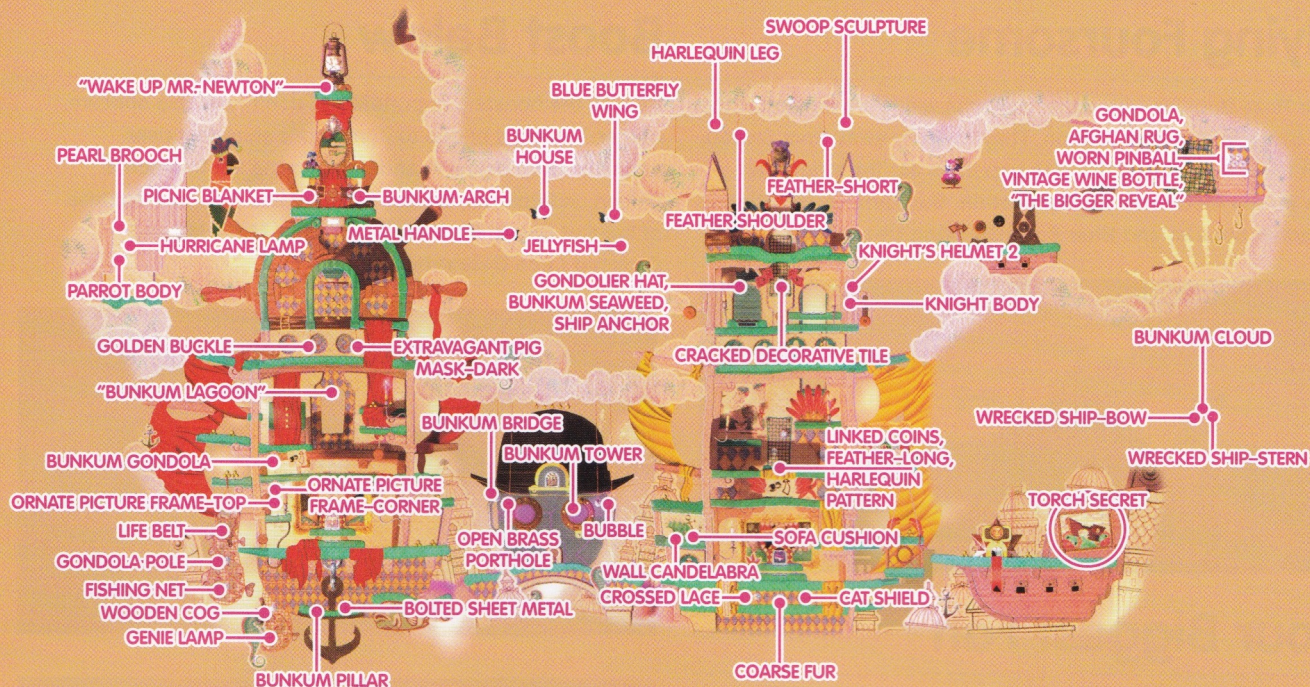 SWOOP SCULPTURE
HARLEQUIN LEG
"WAKE UP MR. NEWTON"
BLUE BUTTERFLY
WING
GONDOLA,
AFGHAN RUG,
WORN PINBALL,
VINTAGE WINE BOTTLE,
"THE BIGGER REVEAL"
BUNKUM
HOUSE
PEARL BROOCH
PICNIC BLANKET
BUNKUM ARCH
FEATHER–SHORT
FEATHER SHOULDER
METAL HANDLE
JELLYFISH
HURRICANE LAMP
KNIGHT'S HELMET 2
PARROT BODY
GONDOLIER HAT,
BUNKUM SEAWEED,
SHIP ANCHOR
KNIGHT BODY
GOLDEN BUCKLE
EXTRAVAGANT PIG
MASK–DARK
CRACKED DECORATIVE TILE
BUNKUM CLOUD
"BUNKUM LAGOON"
WRECKED SHIP–BOW
WRECKED SHIP–STERN
BUNKUM BRIDGE
BUNKUM TOWER
LINKED COINS,
FEATHER–LONG,
HARLEQUIN
PATTERN
BUNKUM GONDOLA
ORNATE PICTURE FRAME–TOP
ORNATE PICTURE
FRAME–CORNER
TORCH SECRET
LIFE BELT
OPEN BRASS
PORTHOLE
BUBBLE
SOFA CUSHION
GONDOLA POLE
WALL CANDELABRA
FISHING NET
CROSSED LACE
CAT SHIELD
WOODEN COG
BOLTED SHEET METAL
GENIE LAMP
BUNKUM PILLAR
COARSE FUR